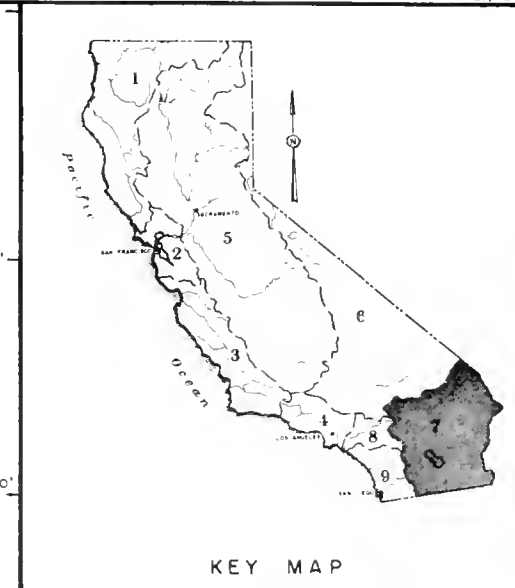 1
N
Pacific
SACRAMENTO
5
SAN FRANCISCO
2
6
3
Ocean
4
7
LOS ANGELES
8
9
SAN DIEGO
KEY MAP